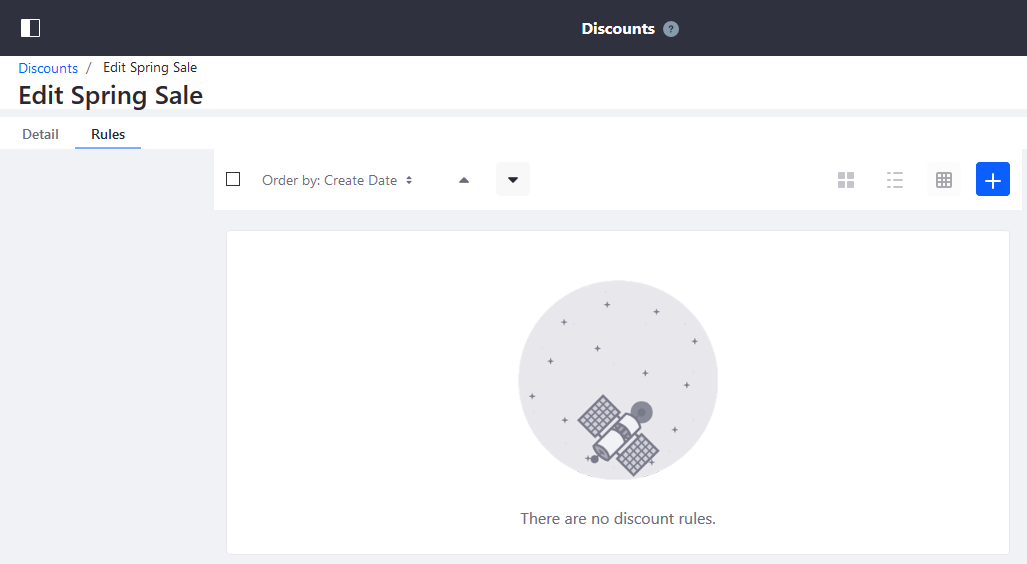 Discounts ?
Discounts / Edit Spring Sale
Edit Spring Sale
Detail Rules
Order by: Create Date
There are no discount rules.